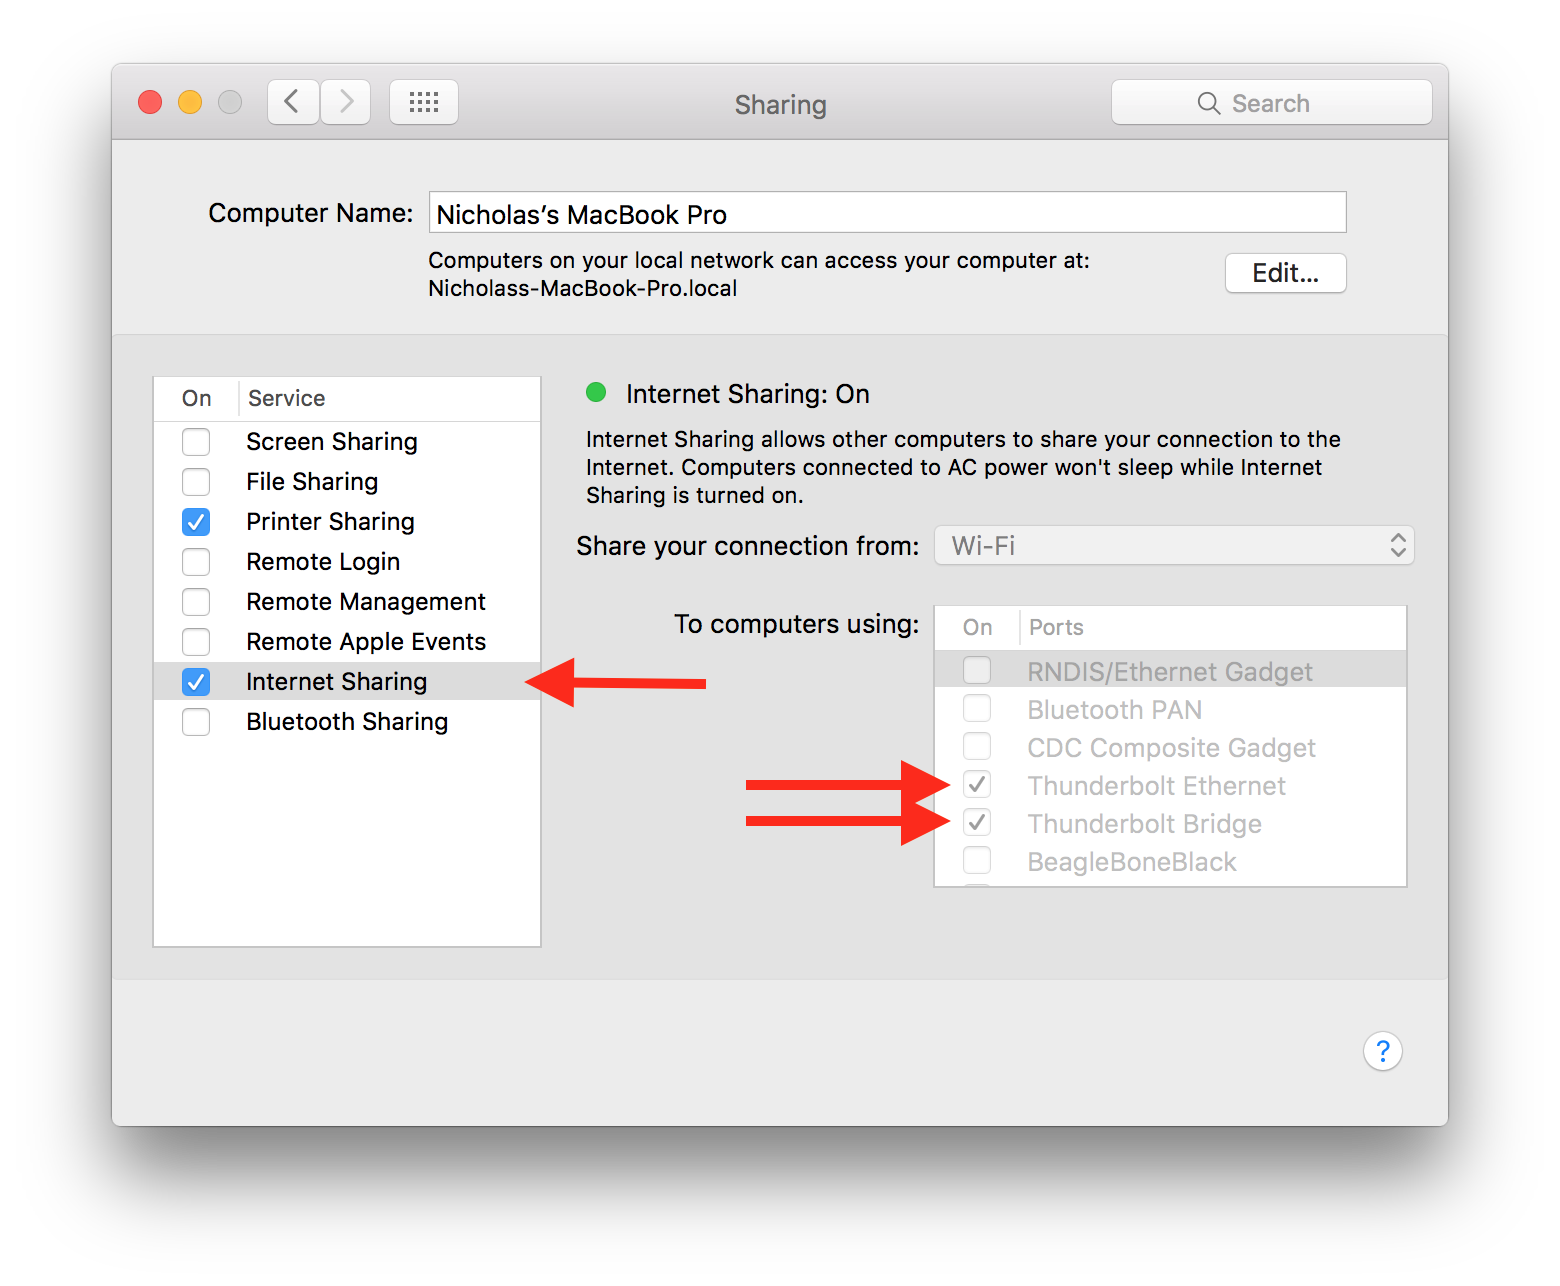 Sharing
Search
Computer Name:
Nicholas’s MacBook Pro
Computers on your local network can access your computer at:
Nicholass-MacBook-Pro.local
Edit...
On Service
Screen Sharing
File Sharing
Printer Sharing
Remote Login
Remote Management
Remote Apple Events
Internet Sharing
Bluetooth Sharing
Internet Sharing: On
Internet Sharing allows other computers to share your connection to the
Internet. Computers connected to AC power won't sleep while Internet
Sharing is turned on.
Share your connection from: Wi-Fi
To computers using:
On Ports
RNDIS/Ethernet Gadget
Bluetooth PAN
CDC Composite Gadget
Thunderbolt Ethernet
Thunderbolt Bridge
BeagleBoneBlack
?